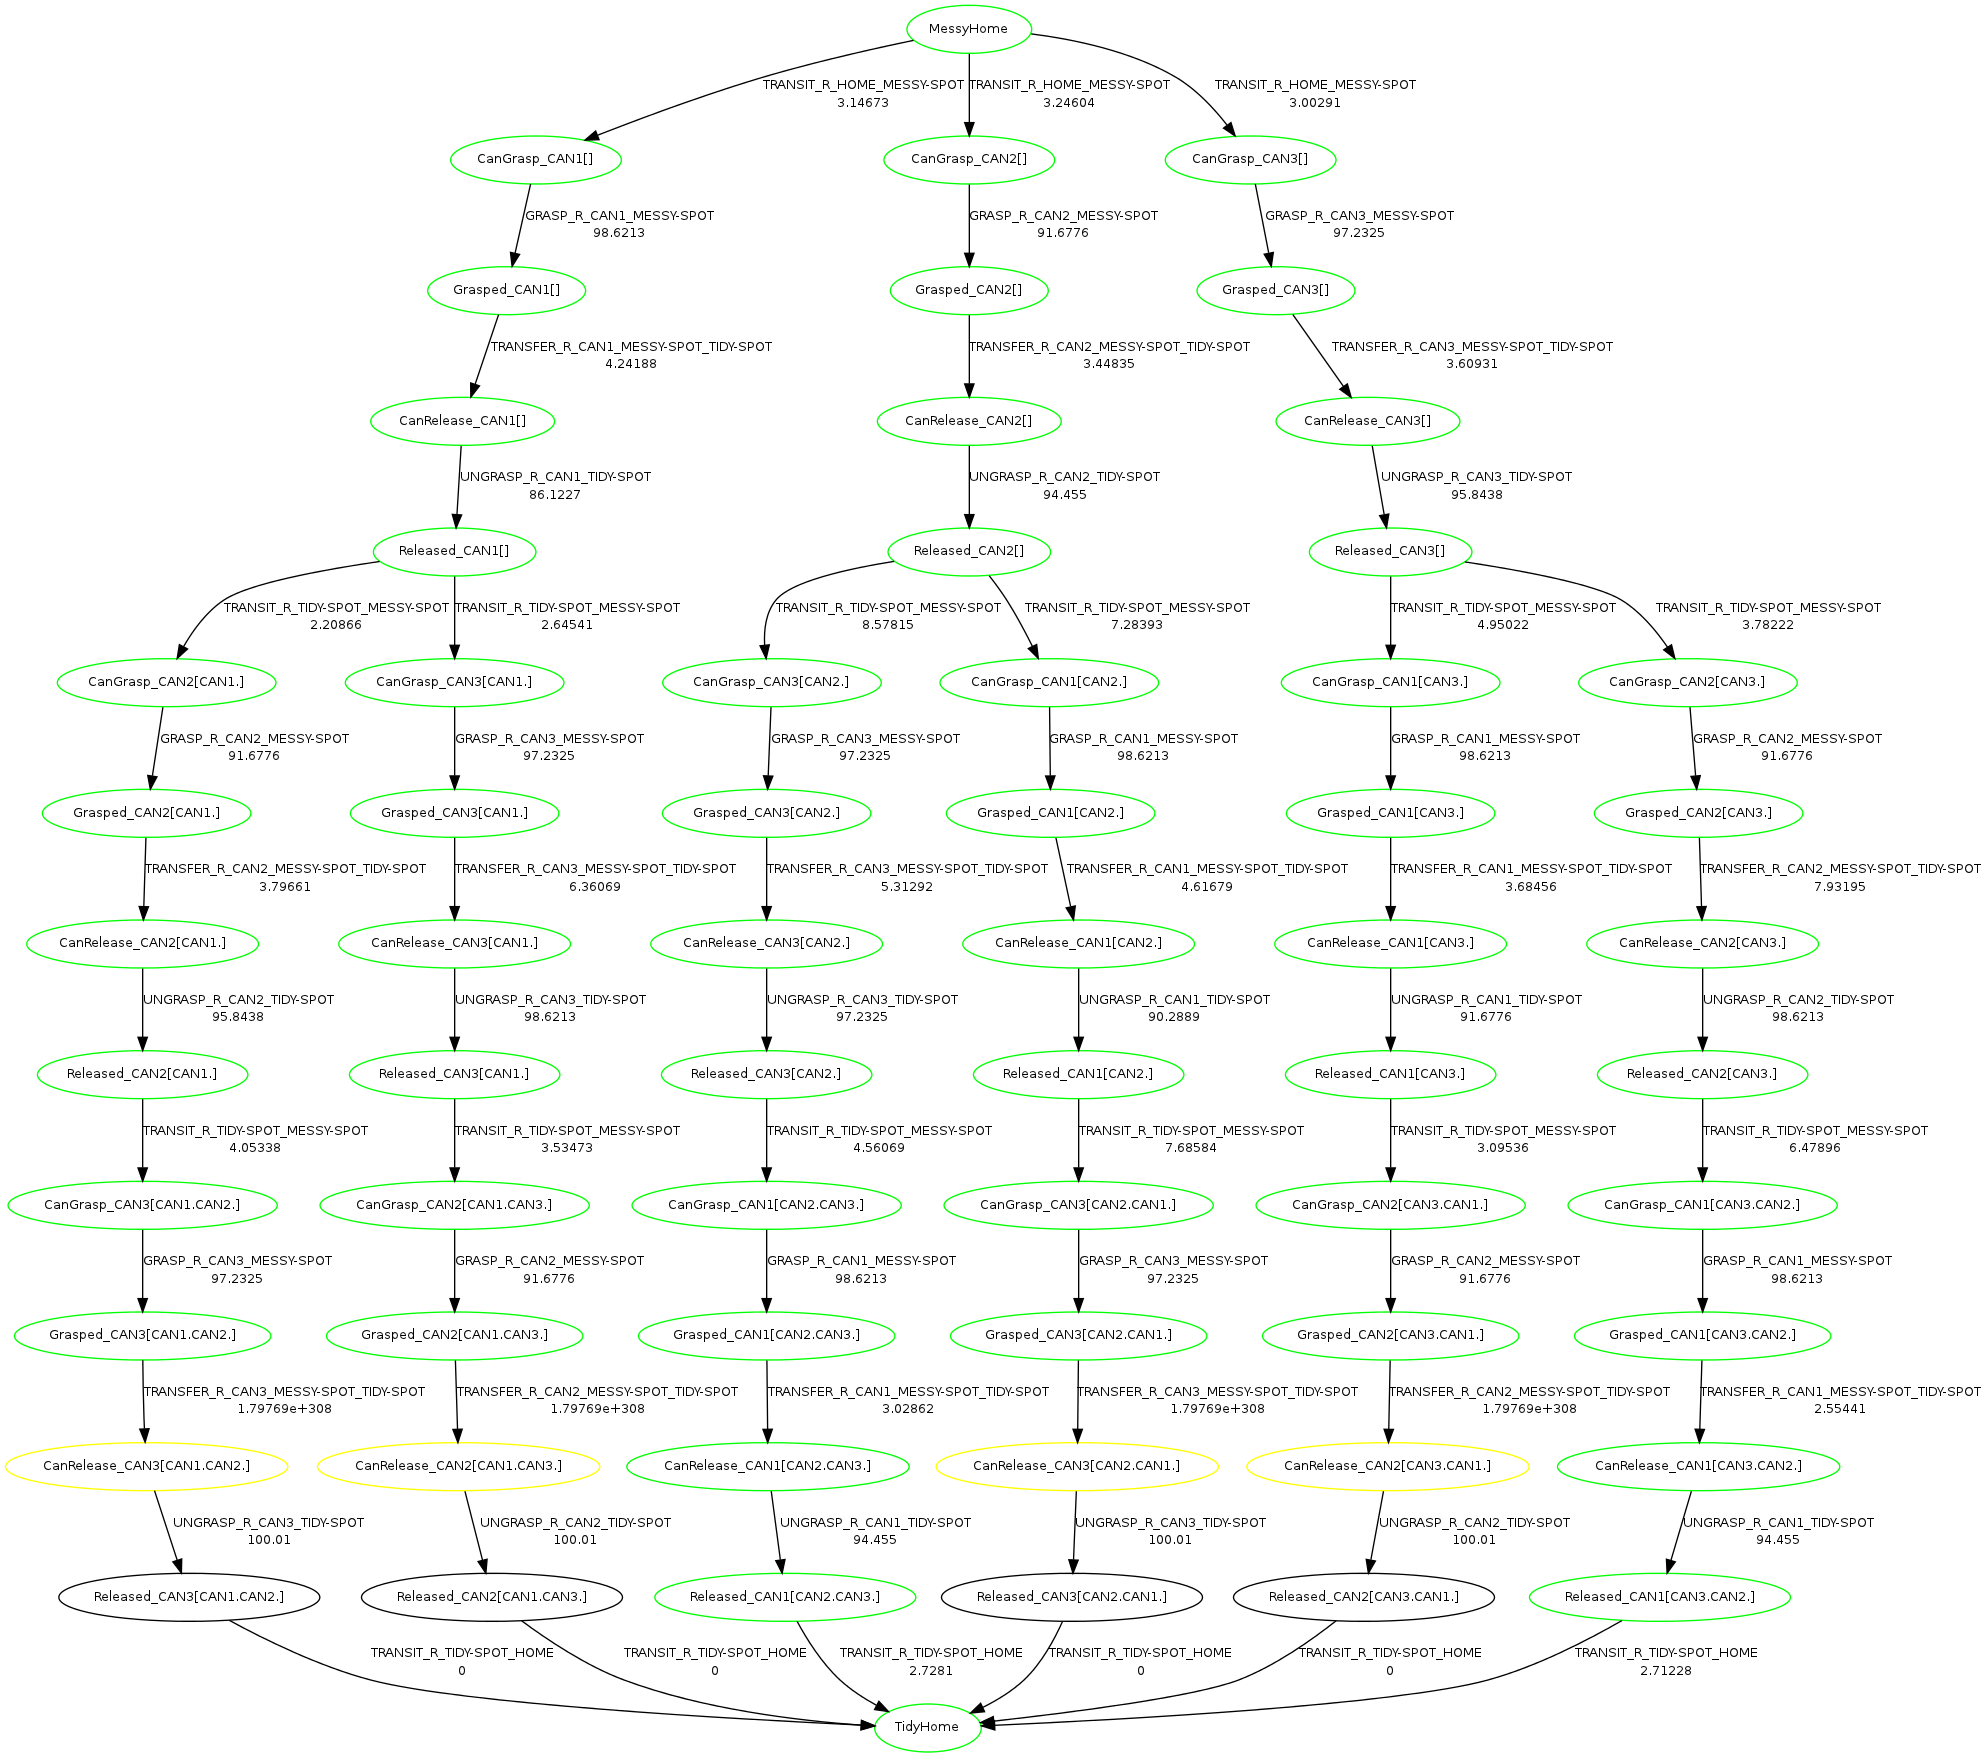 MessyHome
TRANSIT_R_HOME_MESSY-SPOT
3.14673
TRANSIT_R_HOME_MESSY-SPOT
3.24604
TRANSIT_R_HOME_MESSY-SPOT
3.00291
CanGrasp_CAN1[]
CanGrasp_CAN2[]
CanGrasp_CAN3[]
GRASP_R_CAN1_MESSY-SPOT
98.6213
GRASP_R_CAN2_MESSY-SPOT
91.6776
GRASP_R_CAN3_MESSY-SPOT
97.2325
Grasped_CAN1[]
Grasped_CAN2[]
Grasped_CAN3[]
TRANSFER_R_CAN1_MESSY-SPOT_TIDY-SPOT
4.24188
TRANSFER_R_CAN2_MESSY-SPOT_TIDY-SPOT
3.44835
TRANSFER_R_CAN3_MESSY-SPOT_TIDY-SPOT
3.60931
CanRelease_CAN1[]
CanRelease_CAN2[]
CanRelease_CAN3[]
UNGRASP_R_CAN1_TIDY-SPOT
86.1227
UNGRASP_R_CAN2_TIDY-SPOT
94.455
UNGRASP_R_CAN3_TIDY-SPOT
95.8438
Released_CAN1[]
Released_CAN2[]
Released_CAN3[]
TRANSIT_R_TIDY-SPOT_MESSY-SPOT
2.20866
TRANSIT_R_TIDY-SPOT_MESSY-SPOT
2.64541
TRANSIT_R_TIDY-SPOT_MESSY-SPOT
8.57815
TRANSIT_R_TIDY-SPOT_MESSY-SPOT
7.28393
TRANSIT_R_TIDY-SPOT_MESSY-SPOT
4.95022
TRANSIT_R_TIDY-SPOT_MESSY-SPOT
3.78222
CanGrasp_CAN2[CAN1.]
CanGrasp_CAN3[CAN1.]
CanGrasp_CAN3[CAN2.]
CanGrasp_CAN1[CAN2.]
CanGrasp_CAN1[CAN3.]
CanGrasp_CAN2[CAN3.]
GRASP_R_CAN2_MESSY-SPOT
91.6776
GRASP_R_CAN3_MESSY-SPOT
97.2325
GRASP_R_CAN3_MESSY-SPOT
97.2325
GRASP_R_CAN1_MESSY-SPOT
98.6213
GRASP_R_CAN1_MESSY-SPOT
98.6213
GRASP_R_CAN2_MESSY-SPOT
91.6776
Grasped_CAN2[CAN1.]
Grasped_CAN3[CAN1.]
Grasped_CAN3[CAN2.]
Grasped_CAN1[CAN2.]
Grasped_CAN1[CAN3.]
Grasped_CAN2[CAN3.]
TRANSFER_R_CAN2_MESSY-SPOT_TIDY-SPOT
3.79661
TRANSFER_R_CAN3_MESSY-SPOT_TIDY-SPOT
6.36069
TRANSFER_R_CAN3_MESSY-SPOT_TIDY-SPOT
5.31292
TRANSFER_R_CAN1_MESSY-SPOT_TIDY-SPOT
4.61679
TRANSFER_R_CAN1_MESSY-SPOT_TIDY-SPOT
3.68456
TRANSFER_R_CAN2_MESSY-SPOT_TIDY-SPOT
7.93195
CanRelease_CAN2[CAN1.]
CanRelease_CAN3[CAN1.]
CanRelease_CAN3[CAN2.]
CanRelease_CAN1[CAN2.]
CanRelease_CAN1[CAN3.]
CanRelease_CAN2[CAN3.]
UNGRASP_R_CAN2_TIDY-SPOT
95.8438
UNGRASP_R_CAN3_TIDY-SPOT
98.6213
UNGRASP_R_CAN3_TIDY-SPOT
97.2325
UNGRASP_R_CAN1_TIDY-SPOT
90.2889
UNGRASP_R_CAN1_TIDY-SPOT
91.6776
UNGRASP_R_CAN2_TIDY-SPOT
98.6213
Released_CAN2[CAN1.]
Released_CAN3[CAN1.]
Released_CAN3[CAN2.]
Released_CAN1[CAN2.]
Released_CAN1[CAN3.]
Released_CAN2[CAN3.]
TRANSIT_R_TIDY-SPOT_MESSY-SPOT
4.05338
TRANSIT_R_TIDY-SPOT_MESSY-SPOT
3.53473
TRANSIT_R_TIDY-SPOT_MESSY-SPOT
4.56069
TRANSIT_R_TIDY-SPOT_MESSY-SPOT
7.68584
TRANSIT_R_TIDY-SPOT_MESSY-SPOT
3.09536
TRANSIT_R_TIDY-SPOT_MESSY-SPOT
6.47896
CanGrasp_CAN3[CAN1.CAN2.]
CanGrasp_CAN2[CAN1.CAN3.]
CanGrasp_CAN1[CAN2.CAN3.]
CanGrasp_CAN3[CAN2.CAN1.]
CanGrasp_CAN2[CAN3.CAN1.]
CanGrasp_CAN1[CAN3.CAN2.]
GRASP_R_CAN3_MESSY-SPOT
97.2325
GRASP_R_CAN2_MESSY-SPOT
91.6776
GRASP_R_CAN1_MESSY-SPOT
98.6213
GRASP_R_CAN3_MESSY-SPOT
97.2325
GRASP_R_CAN2_MESSY-SPOT
91.6776
GRASP_R_CAN1_MESSY-SPOT
98.6213
Grasped_CAN3[CAN1.CAN2.]
Grasped_CAN2[CAN1.CAN3.]
Grasped_CAN1[CAN2.CAN3.]
Grasped_CAN3[CAN2.CAN1.]
Grasped_CAN2[CAN3.CAN1.]
Grasped_CAN1[CAN3.CAN2.]
TRANSFER_R_CAN3_MESSY-SPOT_TIDY-SPOT
1.79769e+308
TRANSFER_R_CAN2_MESSY-SPOT_TIDY-SPOT
1.79769e+308
TRANSFER_R_CAN1_MESSY-SPOT_TIDY-SPOT
3.02862
TRANSFER_R_CAN3_MESSY-SPOT_TIDY-SPOT
1.79769e+308
TRANSFER_R_CAN2_MESSY-SPOT_TIDY-SPOT
1.79769e+308
TRANSFER_R_CAN1_MESSY-SPOT_TIDY-SPOT
2.55441
CanRelease_CAN3[CAN1.CAN2.]
CanRelease_CAN2[CAN1.CAN3.]
CanRelease_CAN1[CAN2.CAN3.]
CanRelease_CAN3[CAN2.CAN1.]
CanRelease_CAN2[CAN3.CAN1.]
CanRelease_CAN1[CAN3.CAN2.]
UNGRASP_R_CAN3_TIDY-SPOT
100.01
UNGRASP_R_CAN2_TIDY-SPOT
100.01
UNGRASP_R_CAN1_TIDY-SPOT
94.455
UNGRASP_R_CAN3_TIDY-SPOT
100.01
UNGRASP_R_CAN2_TIDY-SPOT
100.01
UNGRASP_R_CAN1_TIDY-SPOT
94.455
Released_CAN3[CAN1.CAN2.]
Released_CAN2[CAN1.CAN3.]
Released_CAN1[CAN2.CAN3.]
Released_CAN3[CAN2.CAN1.]
Released_CAN2[CAN3.CAN1.]
Released_CAN1[CAN3.CAN2.]
TRANSIT_R_TIDY-SPOT_HOME
0
TRANSIT_R_TIDY-SPOT_HOME
0
TRANSIT_R_TIDY-SPOT_HOME
2.7281
TRANSIT_R_TIDY-SPOT_HOME
0
TRANSIT_R_TIDY-SPOT_HOME
0
TRANSIT_R_TIDY-SPOT_HOME
2.71228
TidyHome